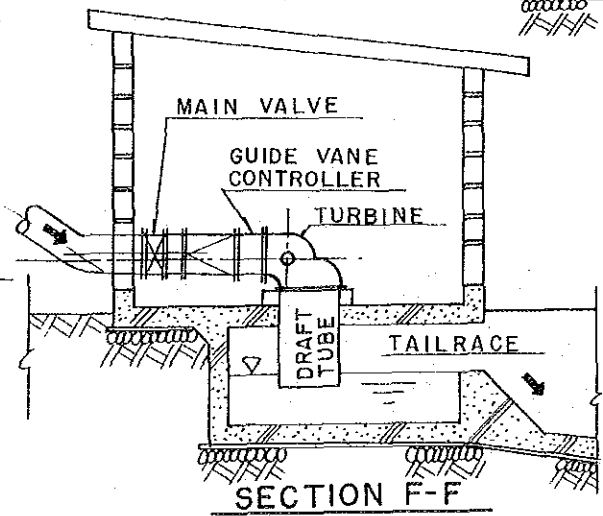 MAIN VALVE
GUIDE VANE
CONTROLLER
TURBINE
DRAFT
TUBE
TAILRACE
SECTION F-F